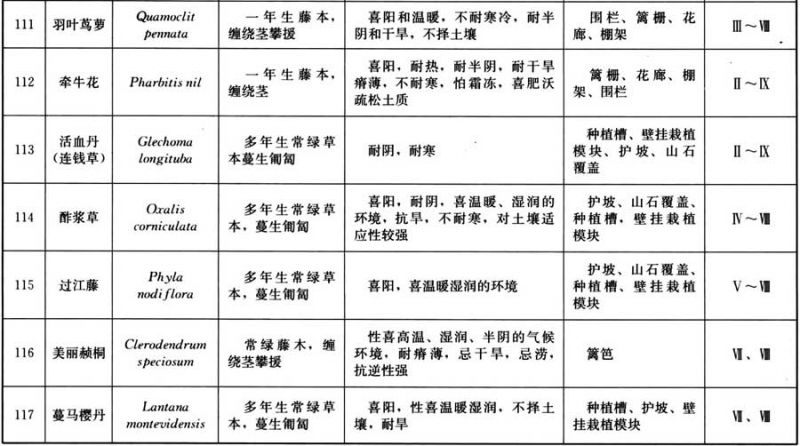 111 羽叶茑萝 Quamoclit pennata 一年生藤本，缠绕茎攀援 喜阳和温暖，不耐寒冷，耐半阴和干旱，不择土壤 围栏、篱栅、花廊、棚架 Ⅲ～Ⅷ
112 牵牛花 Pharbitis nil 一年生藤本，缠绕茎 喜阳，耐热，耐半阴，耐干旱瘠薄，不耐寒，怕霜冻，喜肥沃疏松土质 篱栅、花廊、棚架、围栏 Ⅱ～Ⅸ
113 活血丹（连钱草） Glechoma longituba 多年生常绿草本蔓生匍匐 耐阴，耐寒 种植槽、壁挂栽植模块、护坡、山石覆盖 Ⅱ～Ⅸ
114 酢浆草 Oxalis corniculata 多年生常绿草本，蔓生匍匐 喜阳，耐阴，喜温暖、湿润的环境，抗旱，不耐寒，对土壤适应性较强 护坡、山石覆盖、种植槽，壁挂栽植模块 Ⅳ～Ⅷ
115 过江藤 Phyla nodiflora 多年生常绿草本，蔓生匍匐 喜阳，喜温暖湿润的环境 护坡、山石覆盖、种植槽、壁挂栽植模块 Ⅴ～Ⅷ
116 美丽赪桐 Clerodendrum speciosum 常绿藤木，缠绕茎攀援 性喜高温、湿润、半阴的气候环境，耐瘠薄，忌干旱，忌涝，抗逆性强 篱笆 Ⅶ、Ⅷ
117 蔓马樱丹 Lantana montevidensis 多年生常绿草本，蔓生匍匐 喜阳，性喜温暖湿润，不择土壤，耐旱 种植槽、护坡、壁挂栽植模块 Ⅶ、Ⅷ